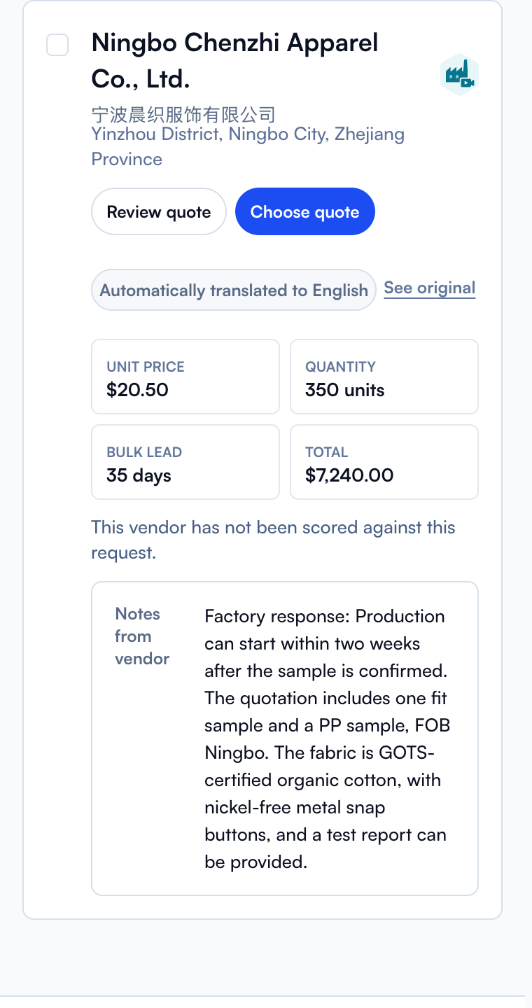 Ningbo Chenzhi Apparel
Co., Ltd.
宁波晨织服饰有限公司
Yinzhou District, Ningbo City, Zhejiang
Province
Review quote
Choose quote
Automatically translated to English
See original
UNIT PRICE
$20.50
QUANTITY
350 units
BULK LEAD
35 days
TOTAL
$7,240.00
This vendor has not been scored against this
request.
Notes
from
vendor
Factory response: Production
can start within two weeks
after the sample is confirmed.
The quotation includes one fit
sample and a PP sample, FOB
Ningbo. The fabric is GOTS-
certified organic cotton, with
nickel-free metal snap
buttons, and a test report can
be provided.